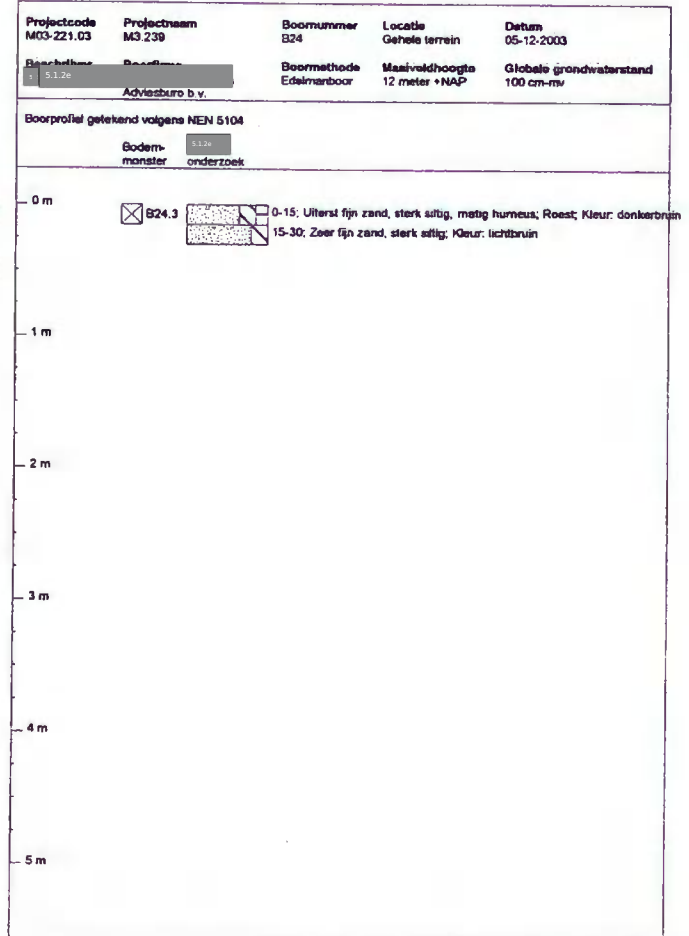 Projectcode Projectnaam Boornummer Locatie Datum
M03-221.03 M3.239 B24 Gehele terrein 05-12-2003
Boormethode Maaiveldhoogte Globale grondwaterstand
5.1.2e Edelmanboor 12 meter +NAP 100 cm-mv
Adviesburo b.v.
Boorprofiel getekend volgens NEN 5104
Bodem- 5.1.2e
monster onderzoek
0 m
B24.3 0-15; Uiterst fijn zand, sterk siltig, matig humeus; Roest; Kleur: donkerbruin
15-30; Zeer fijn zand, sterk siltig; Kleur: lichtbruin
1 m
2 m
3 m
4 m
5 m